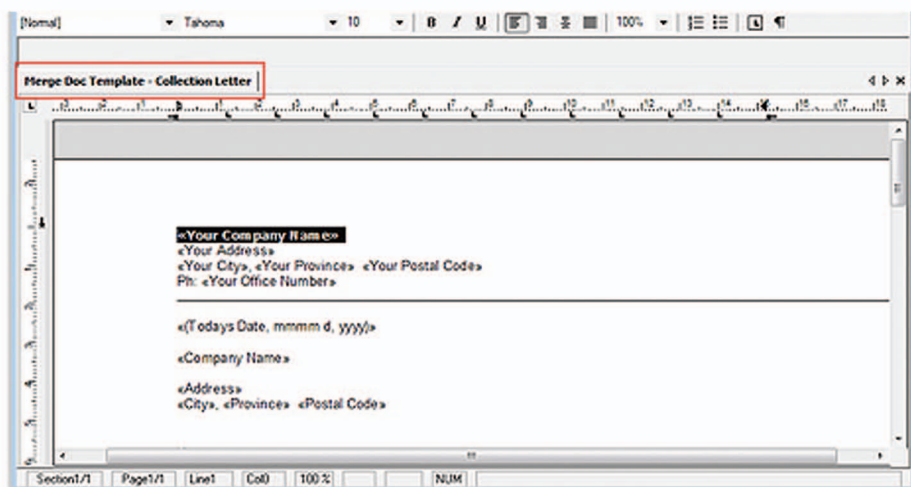 [Normal] Tahoma 10 B I U 100%
Merge Doc Template - Collection Letter
«Your Company Name»
«Your Address»
«Your City», «Your Province» «Your Postal Code»
Ph: «Your Office Number»
«(Todays Date, mmmm d, yyyy)»
«Company Name»
«Address»
«City», «Province» «Postal Code»
Section1/1 Page1/1 Line1 Col0 100 % NUM